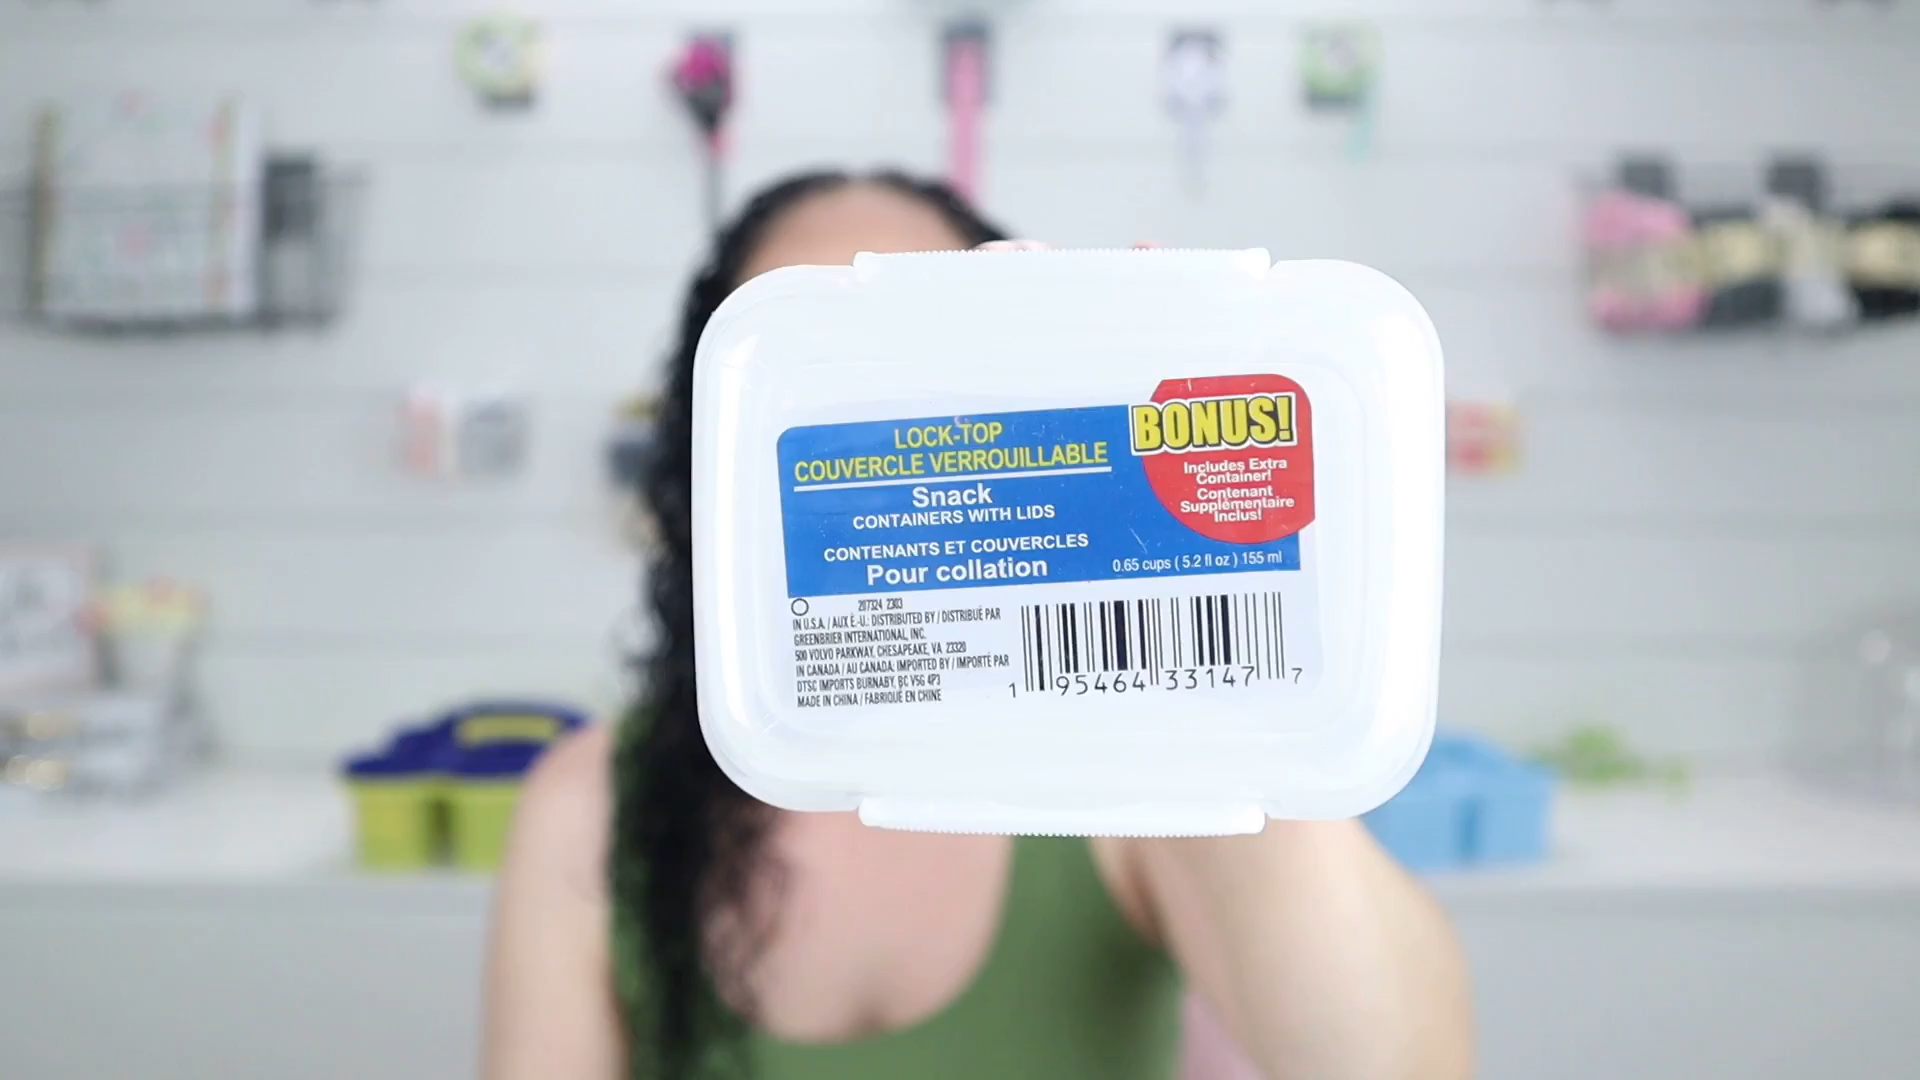 LOCK-TOP
COUVERCLE VERROUILLABLE
Snack
CONTAINERS WITH LIDS
CONTENANTS ET COUVERCLES
Pour collation
BONUS!
Includes Extra
Container!
Contenant
Supplémentaire
Inclus!
0.65 cups ( 5.2 fl oz ) 155 ml
207324 2303
IN U.S.A. / AUX É.-U.: DISTRIBUTED BY / DISTRIBUÉ PAR
GREENBRIER INTERNATIONAL, INC.
500 VOLVO PARKWAY, CHESAPEAKE, VA 23320
IN CANADA / AU CANADA: IMPORTED BY / IMPORTÉ PAR
DTSC IMPORTS BURNABY, BC V5G 4P3
MADE IN CHINA / FABRIQUÉ EN CHINE
1 95464 33147 7